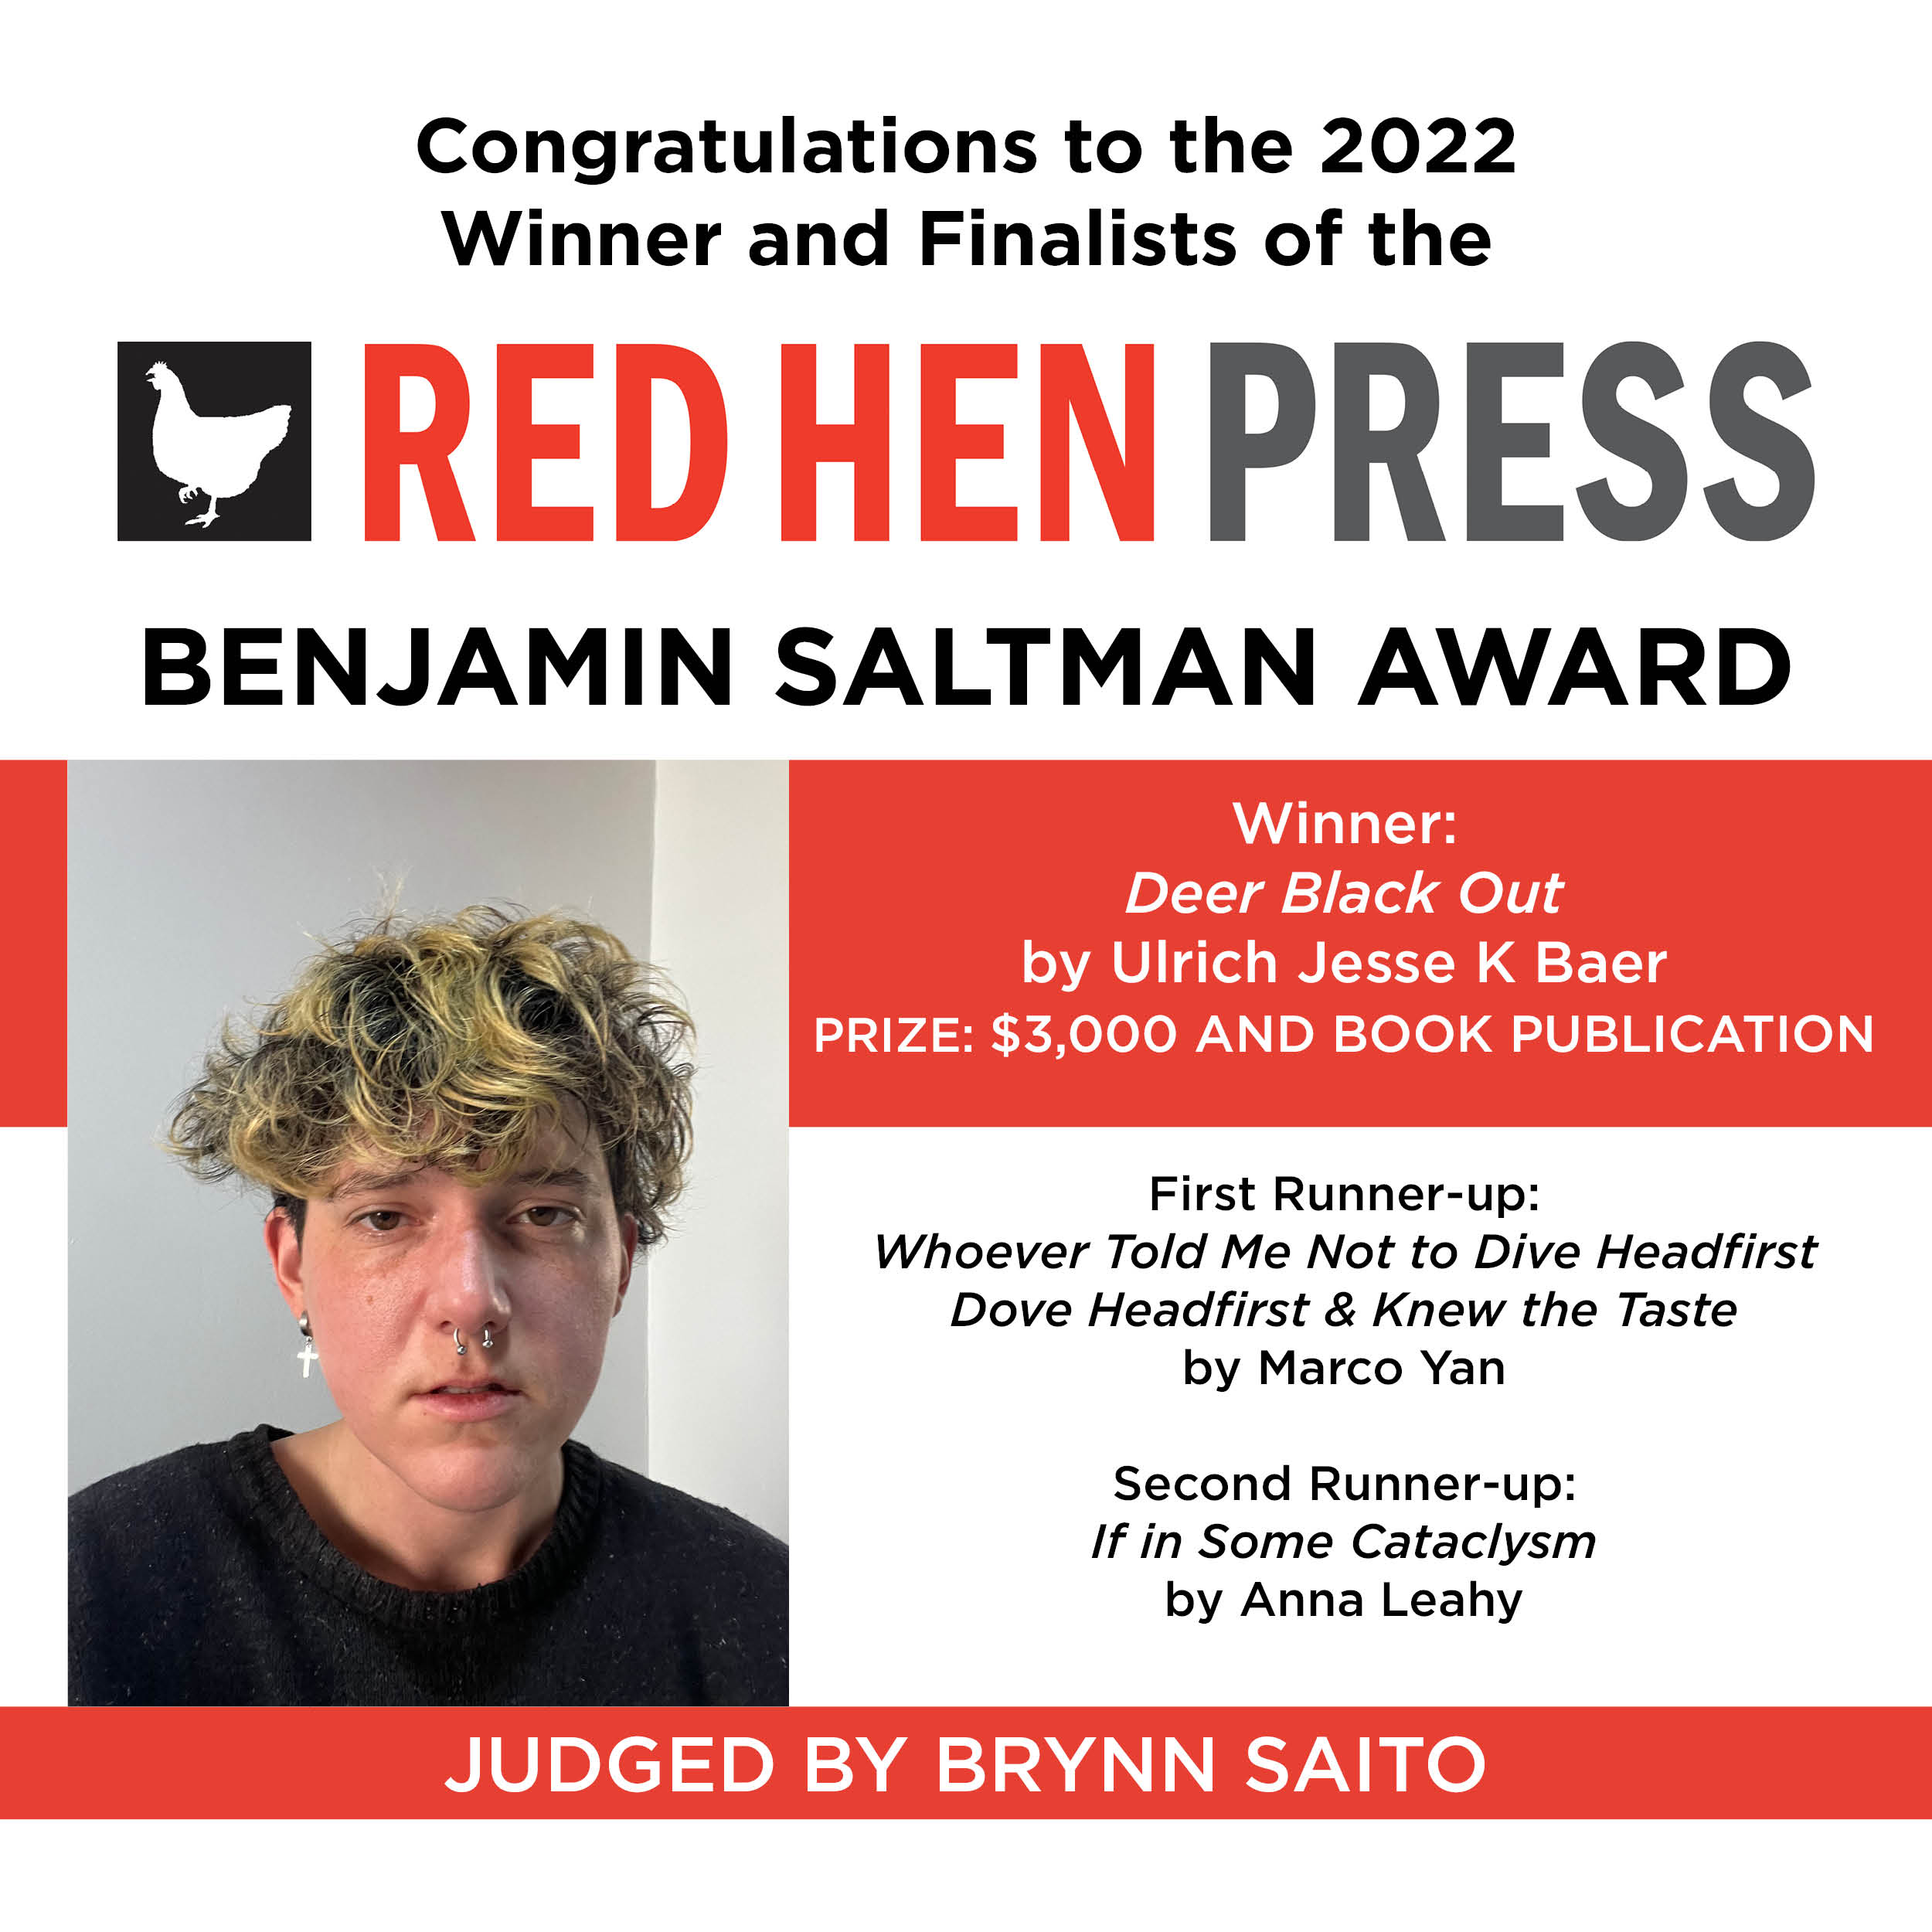 Congratulations to the 2022
Winner and Finalists of the
RED HEN PRESS
BENJAMIN SALTMAN AWARD
Winner:
Deer Black Out
by Ulrich Jesse K Baer
PRIZE: $3,000 AND BOOK PUBLICATION
First Runner-up:
Whoever Told Me Not to Dive Headfirst
Dove Headfirst & Knew the Taste
by Marco Yan
Second Runner-up:
If in Some Cataclysm
by Anna Leahy
JUDGED BY BRYNN SAITO